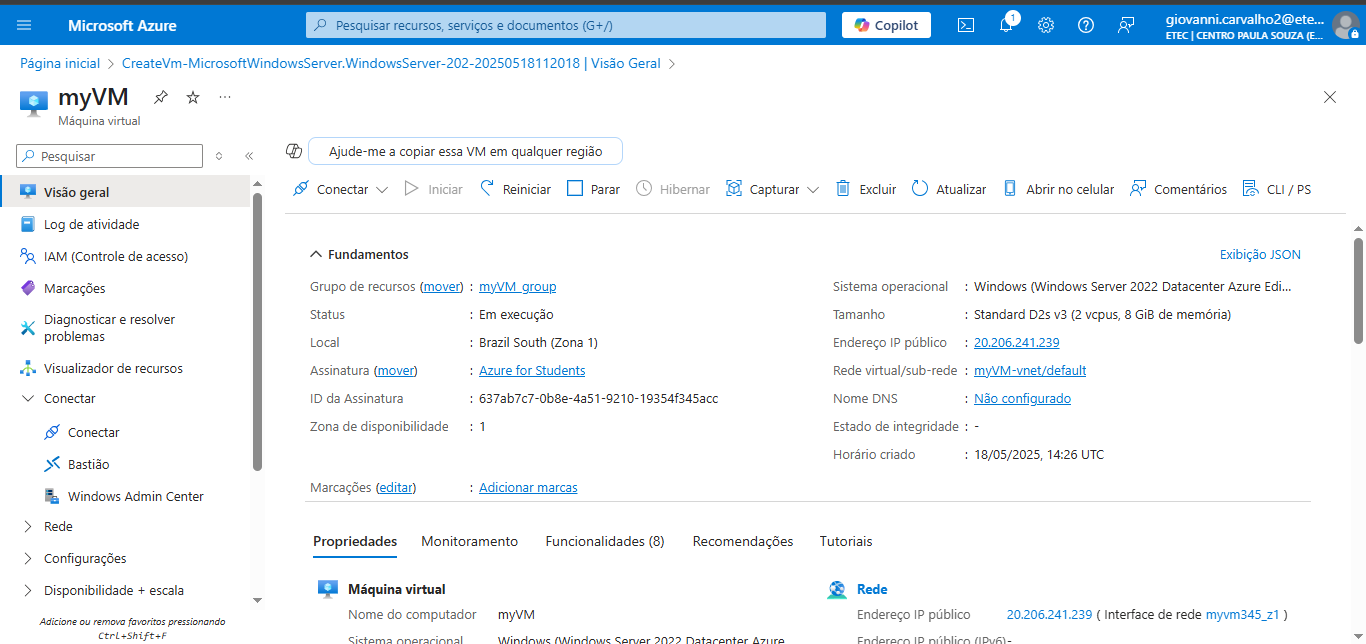 Microsoft Azure
Pesquisar recursos, serviços e documentos (G+/)
Copilot
1
giovanni.carvalho2@ete...
ETEC | CENTRO PAULA SOUZA (E...
Página inicial > CreateVm-MicrosoftWindowsServer.WindowsServer-202-20250518112018 | Visão Geral >
myVM
Máquina virtual
Pesquisar
Visão geral
Log de atividade
IAM (Controle de acesso)
Marcações
Diagnosticar e resolver
problemas
Visualizador de recursos
Conectar
Conectar
Bastião
Windows Admin Center
Rede
Configurações
Disponibilidade + escala
Adicione ou remova favoritos pressionando
Ctrl+Shift+F
Ajude-me a copiar essa VM em qualquer região
Conectar Iniciar Reiniciar Parar Hibernar Capturar Excluir Atualizar Abrir no celular Comentários CLI / PS
Fundamentos
Exibição JSON
Grupo de recursos (mover) : myVM_group
Status : Em execução
Local : Brazil South (Zona 1)
Assinatura (mover) : Azure for Students
ID da Assinatura : 637ab7c7-0b8e-4a51-9210-19354f345acc
Zona de disponibilidade : 1
Sistema operacional : Windows (Windows Server 2022 Datacenter Azure Edi...
Tamanho : Standard D2s v3 (2 vcpus, 8 GiB de memória)
Endereço IP público : 20.206.241.239
Rede virtual/sub-rede : myVM-vnet/default
Nome DNS : Não configurado
Estado de integridade : -
Horário criado : 18/05/2025, 14:26 UTC
Marcações (editar) : Adicionar marcas
Propriedades Monitoramento Funcionalidades (8) Recomendações Tutoriais
Máquina virtual
Nome do computador myVM
Sistema operacional Windows (Windows Server 2022 Datacenter Azure
Rede
Endereço IP público 20.206.241.239 ( Interface de rede myvm345_z1 )
Endereço IP público (IPv6) -